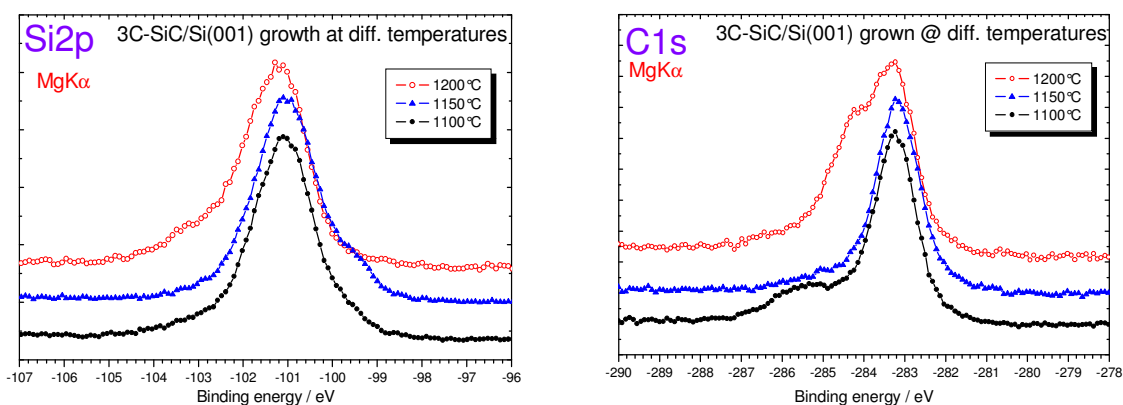 Si2p
3C-SiC/Si(001) growth at diff. temperatures
MgKα
1200°C
1150°C
1100°C
-107 -106 -105 -104 -103 -102 -101 -100 -99 -98 -97 -96
Binding energy / eV
C1s
3C-SiC/Si(001) grown @ diff. temperatures
MgKα
1200°C
1150°C
1100°C
-290 -289 -288 -287 -286 -285 -284 -283 -282 -281 -280 -279 -278
Binding energy / eV